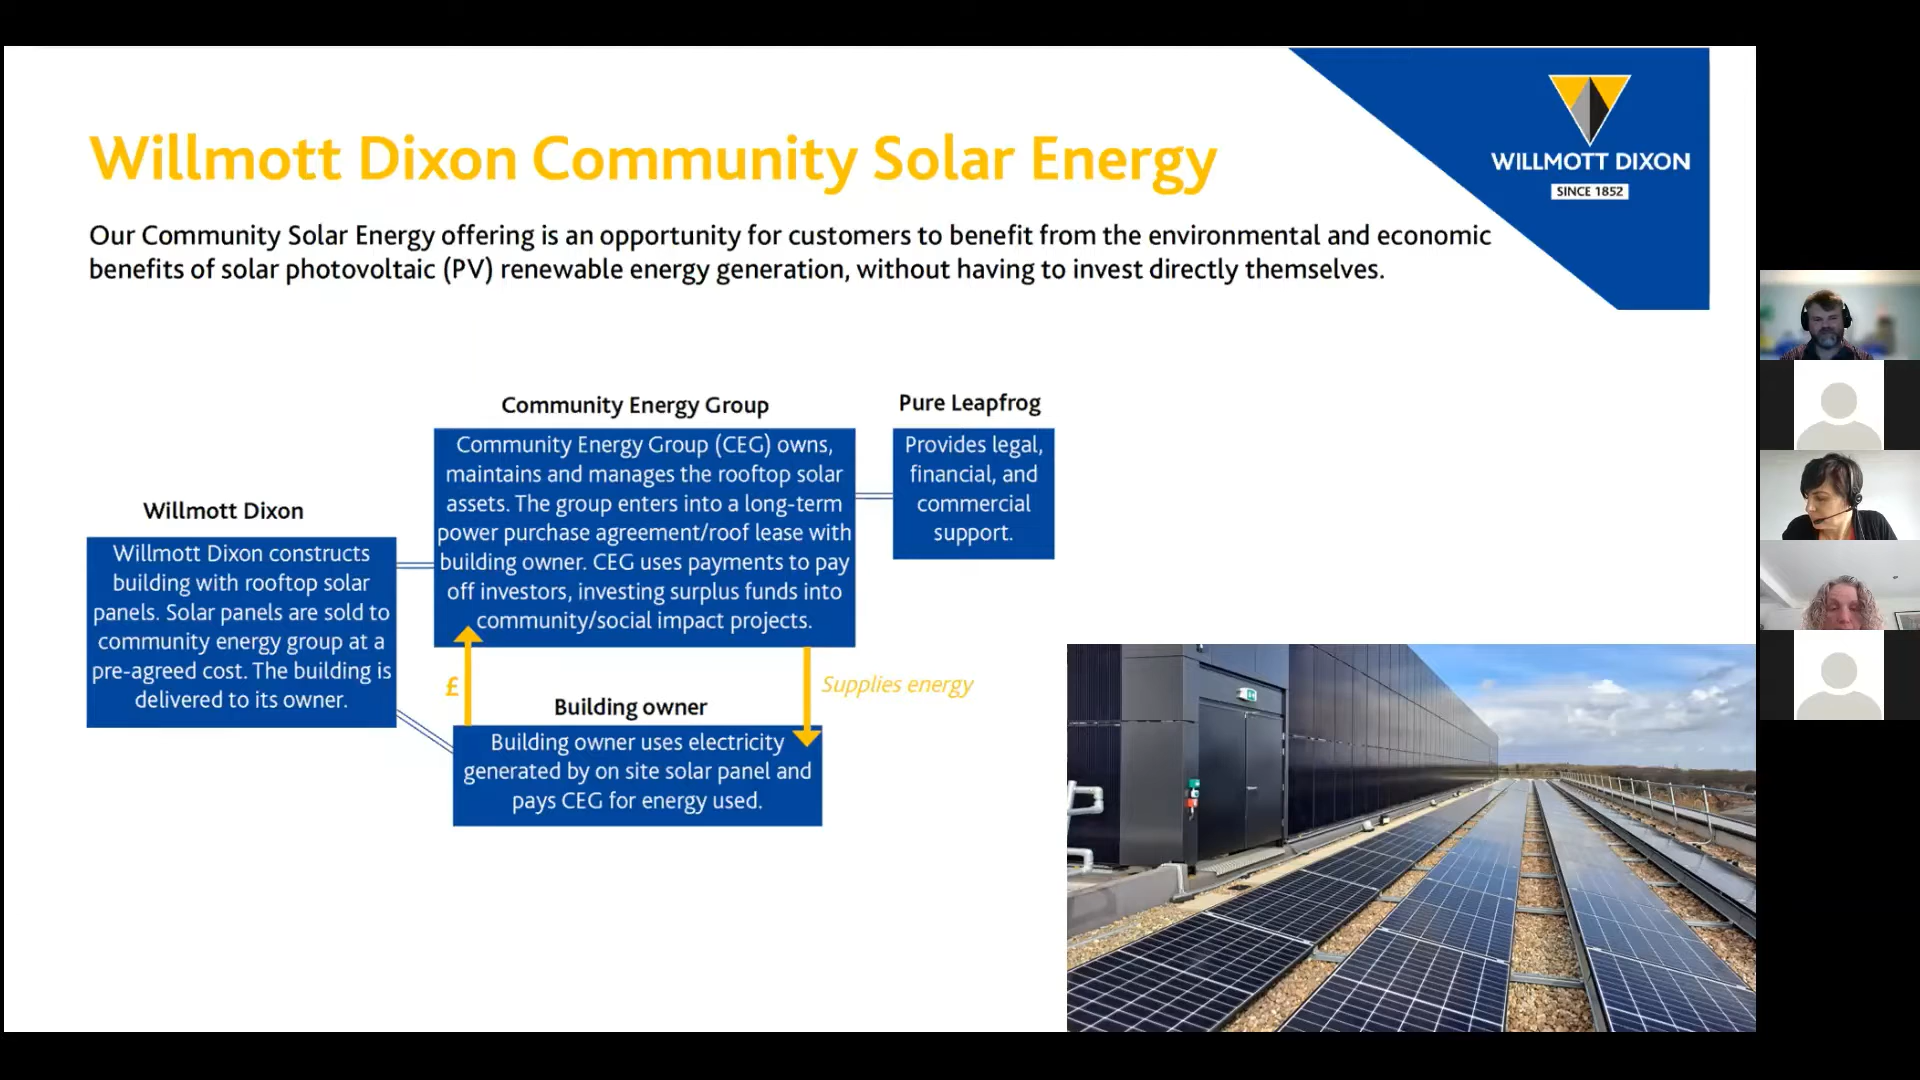 Willmott Dixon Community Solar Energy
WILLMOTT DIXON
SINCE 1852
Our Community Solar Energy offering is an opportunity for customers to benefit from the environmental and economic
benefits of solar photovoltaic (PV) renewable energy generation, without having to invest directly themselves.
Willmott Dixon
Willmott Dixon constructs
building with rooftop solar
panels. Solar panels are sold to
community energy group at a
pre-agreed cost. The building is
delivered to its owner.
Community Energy Group
Community Energy Group (CEG) owns,
maintains and manages the rooftop solar
assets. The group enters into a long-term
power purchase agreement/roof lease with
building owner. CEG uses payments to pay
off investors, investing surplus funds into
community/social impact projects.
Pure Leapfrog
Provides legal,
financial, and
commercial
support.
£
Supplies energy
Building owner
Building owner uses electricity
generated by on site solar panel and
pays CEG for energy used.